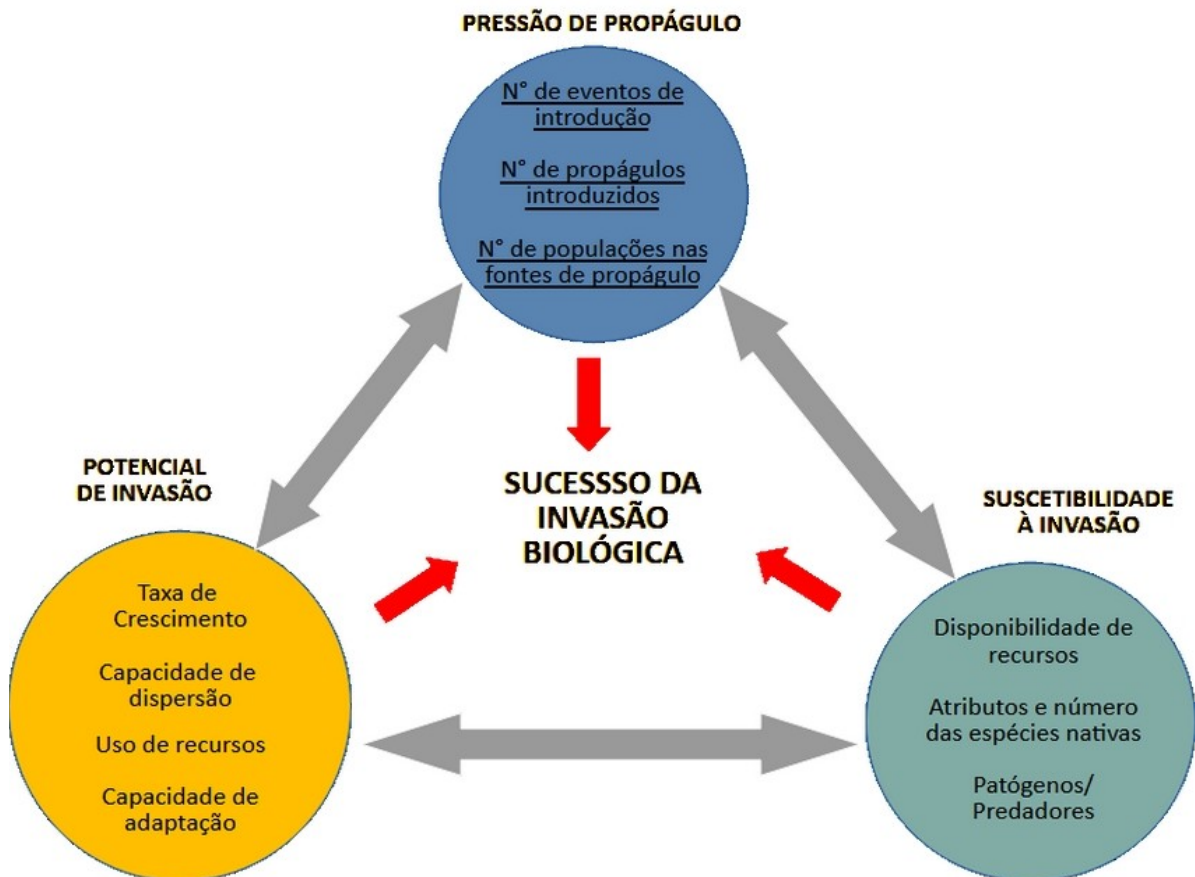 PRESSÃO DE PROPÁGULO
N° de eventos de
introdução
N° de propágulos
introduzidos
N° de populações nas
fontes de propágulo
POTENCIAL
DE INVASÃO
Taxa de
Crescimento
Capacidade de
dispersão
Uso de recursos
Capacidade de
adaptação
SUCESSSO DA
INVASÃO
BIOLÓGICA
SUSCETIBILIDADE
À INVASÃO
Disponibilidade de
recursos
Atributos e número
das espécies nativas
Patógenos/
Predadores